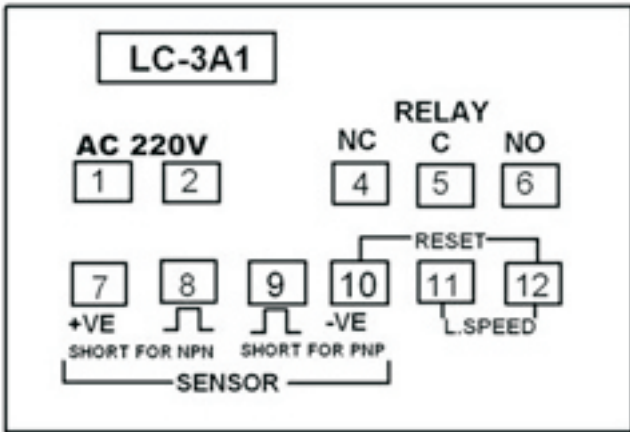 LC-3A1
RELAY
AC 220V NC C NO
1 2 4 5 6
RESET
7 8 9 10 11 12
+VE -VE L.SPEED
SHORT FOR NPN SHORT FOR PNP
SENSOR